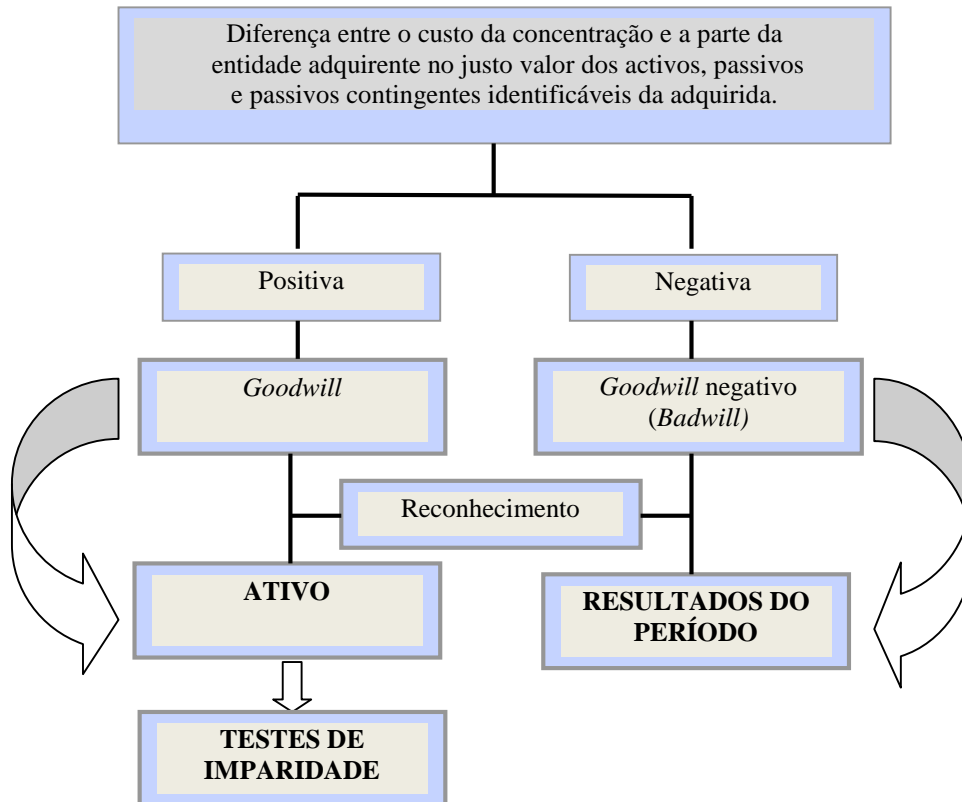 Diferença entre o custo da concentração e a parte da
entidade adquirente no justo valor dos activos, passivos
e passivos contingentes identificáveis da adquirida.
Positiva
Negativa
Goodwill
Goodwill negativo
(Badwill)
Reconhecimento
ATIVO
RESULTADOS DO
PERÍODO
TESTES DE
IMPARIDADE